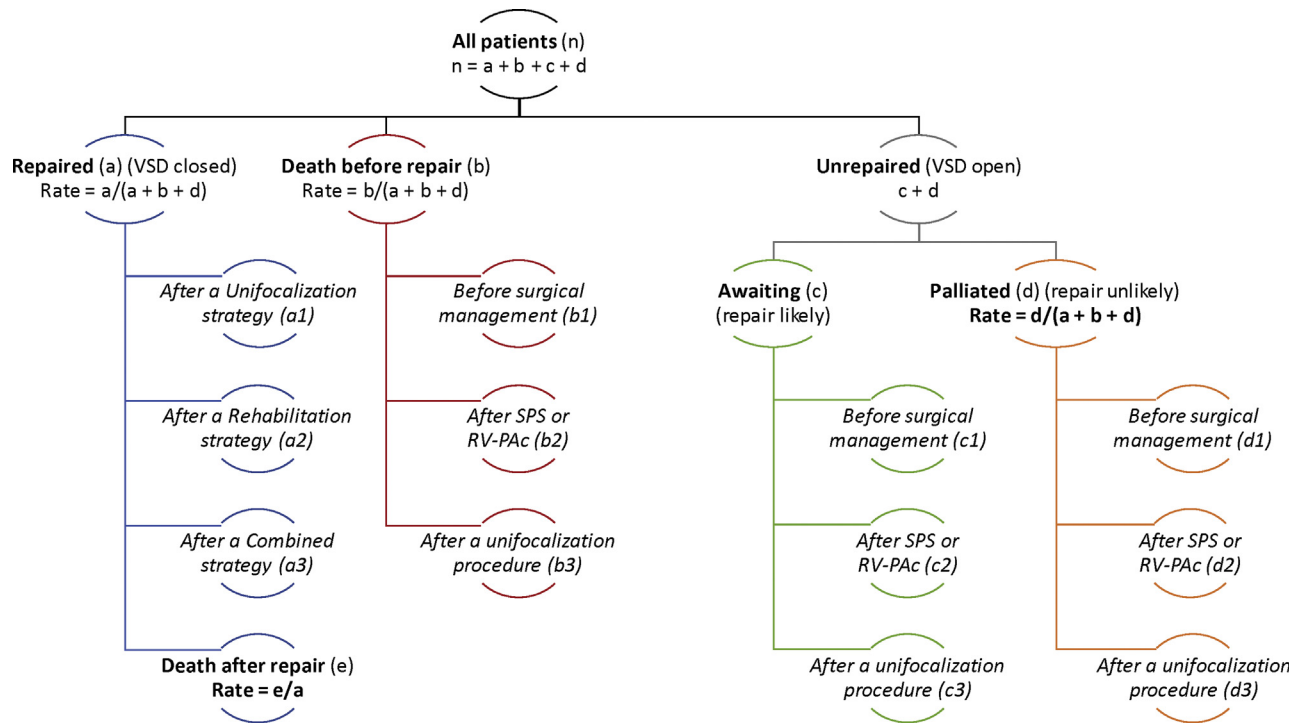 All patients (n)
n = a + b + c + d
Repaired (a) (VSD closed)
Rate = a/(a + b + d)
Death before repair (b)
Rate = b/(a + b + d)
Unrepaired (VSD open)
c + d
After a Unifocalization
strategy (a1)
After a Rehabilitation
strategy (a2)
After a Combined
strategy (a3)
Death after repair (e)
Rate = e/a
Before surgical
management (b1)
After SPS or
RV-PAc (b2)
After a unifocalization
procedure (b3)
Awaiting (c)
(repair likely)
Before surgical
management (c1)
After SPS or
RV-PAc (c2)
After a unifocalization
procedure (c3)
Palliated (d) (repair unlikely)
Rate = d/(a + b + d)
Before surgical
management (d1)
After SPS or
RV-PAc (d2)
After a unifocalization
procedure (d3)